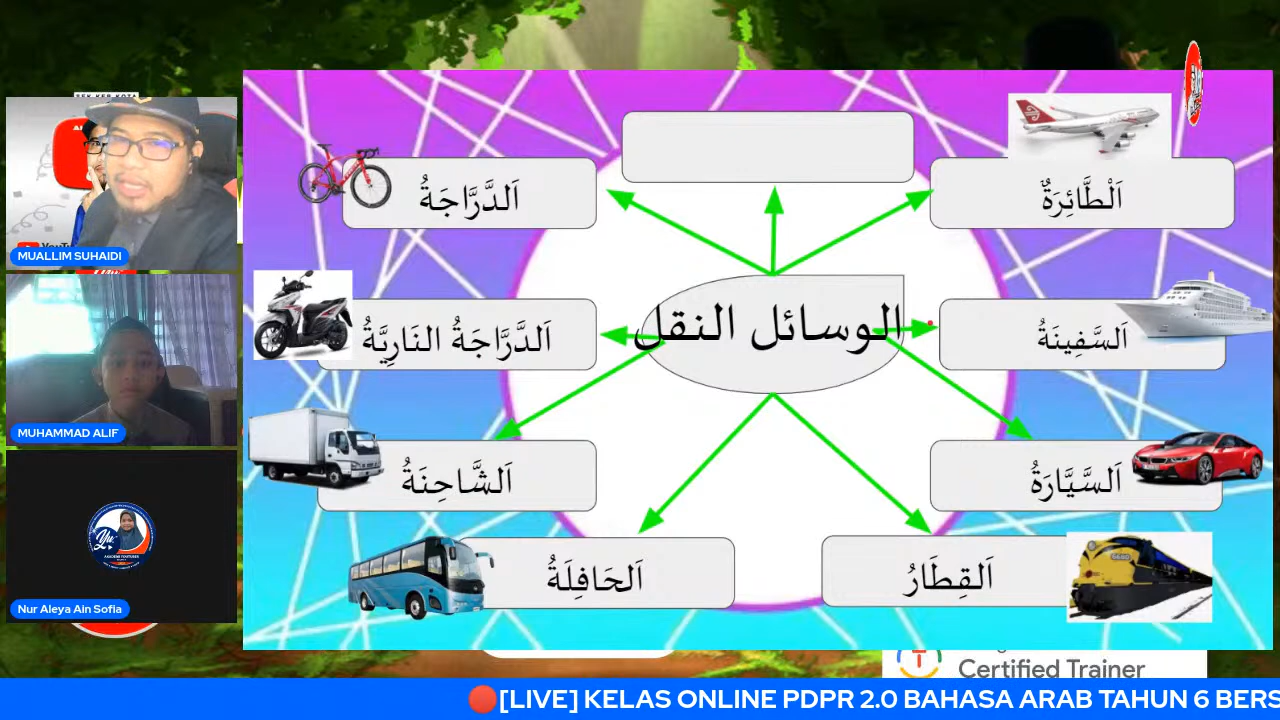 MUALLIM SUHAIDI
MUHAMMAD ALIF
Nur Aleya Ain Sofia
اَلْطَّائِرَةٌ
اَلدَّرَّاجَةُ
الوسائل النقل
اَلسَّفِينَةُ
اَلدَّرَّاجَةُ النَارِيَّةُ
اَلسَّيَّارَةُ
اَلشَّاحِنَةُ
اَلقِطَارُ
اَلحَافِلَةُ
Certified Trainer
[LIVE] KELAS ONLINE PDPR 2.0 BAHASA ARAB TAHUN 6 BERS